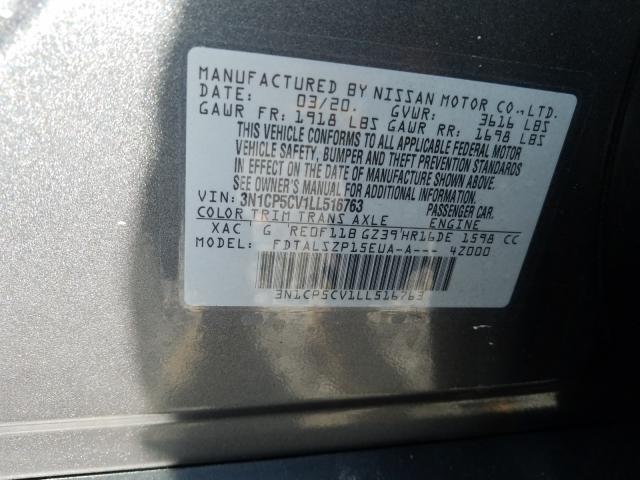 MANUFACTURED BY NISSAN MOTOR CO.,LTD.
DATE: 03/20. GVWR: 3616 LBS
GAWR FR: 1918 LBS GAWR RR: 1698 LBS
THIS VEHICLE CONFORMS TO ALL APPLICABLE FEDERAL MOTOR
VEHICLE SAFETY, BUMPER AND THEFT PREVENTION STANDARDS
IN EFFECT ON THE DATE OF MANUFACTURE SHOWN ABOVE.
SEE OWNER'S MANUAL FOR ADDITIONAL INFORMATION.
VIN: 3N1CP5CV1LL516763 PASSENGER CAR.
COLOR TRIM TRANS AXLE ENGINE
XAC G RE0F11B GZ39 HR16DE 1598 CC
MODEL: FDTALSZP15EUA-A--- 4Z000
3N1CP5CV1LL516763